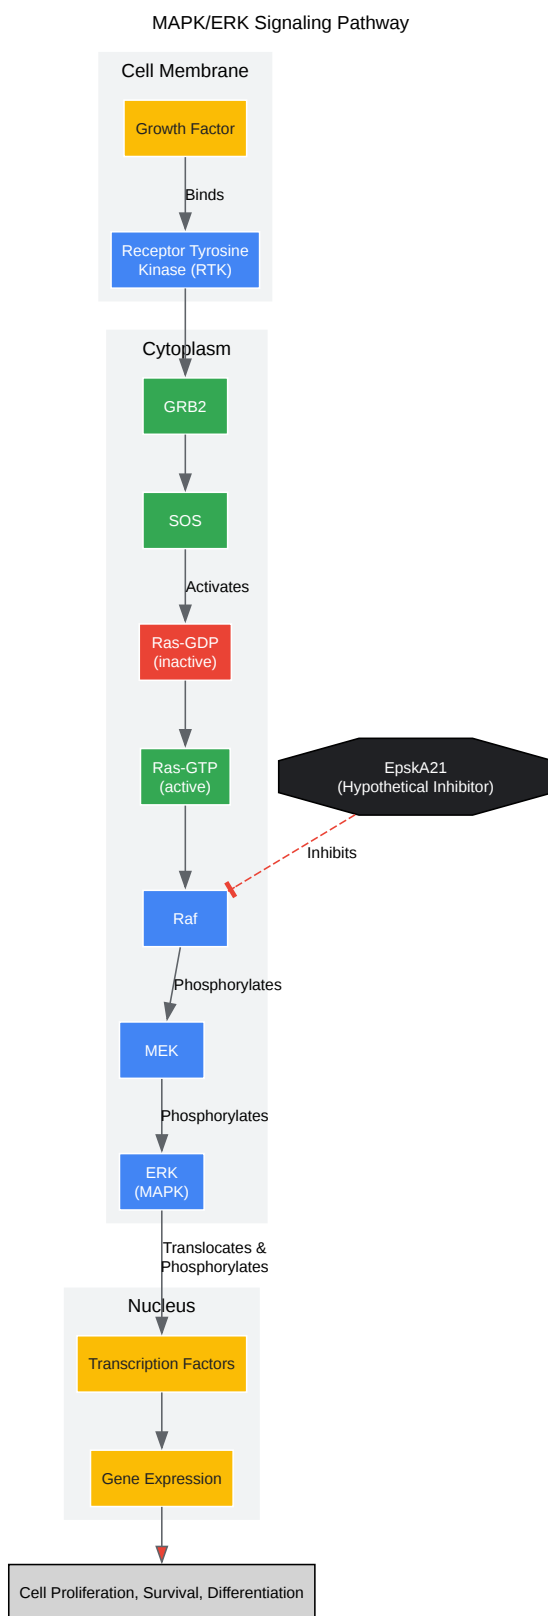 MAPK/ERK Signaling Pathway
Cell Membrane
Growth Factor
Binds
Receptor Tyrosine
Kinase (RTK)
Cytoplasm
GRB2
SOS
Activates
Ras-GDP
(inactive)
Ras-GTP
(active)
EpskA21
(Hypothetical Inhibitor)
Inhibits
Raf
Phosphorylates
MEK
Phosphorylates
ERK
(MAPK)
Translocates &
Phosphorylates
Nucleus
Transcription Factors
Gene Expression
Cell Proliferation, Survival, Differentiation